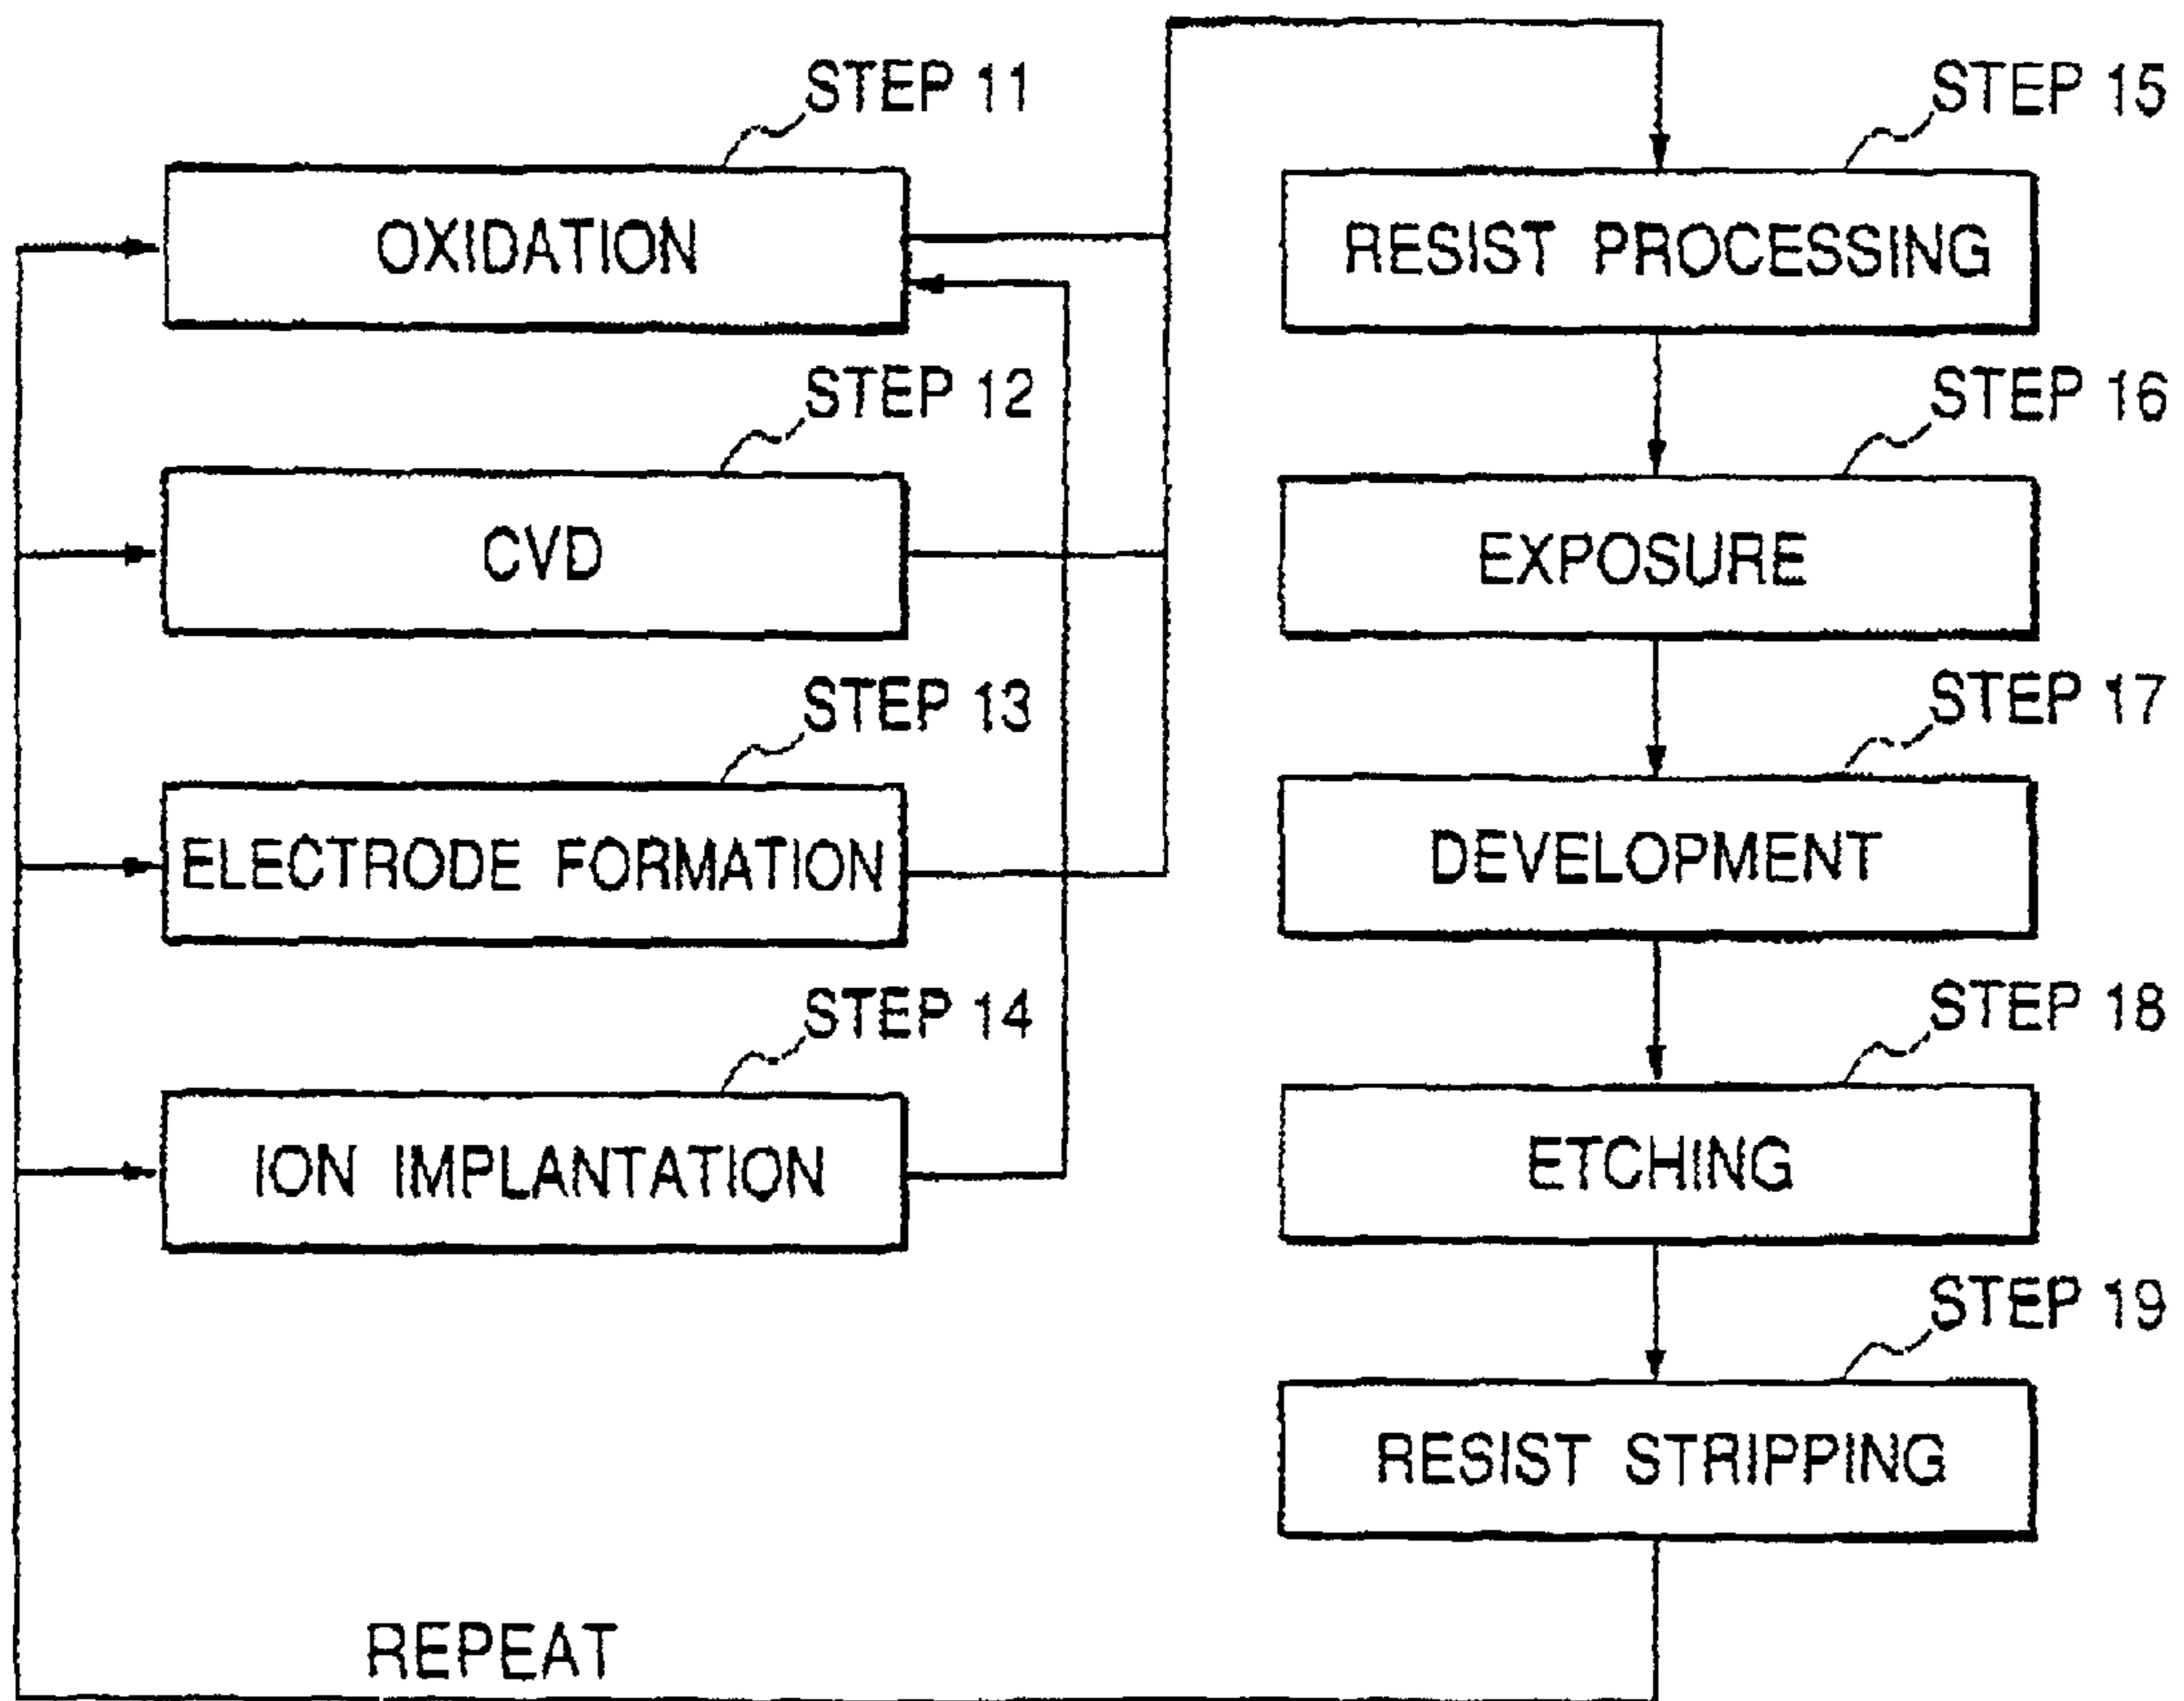 STEP 11
OXIDATION
STEP 12
CVD
STEP 13
ELECTRODE FORMATION
STEP 14
ION IMPLANTATION
STEP 15
RESIST PROCESSING
STEP 16
EXPOSURE
STEP 17
DEVELOPMENT
STEP 18
ETCHING
STEP 19
RESIST STRIPPING
REPEAT